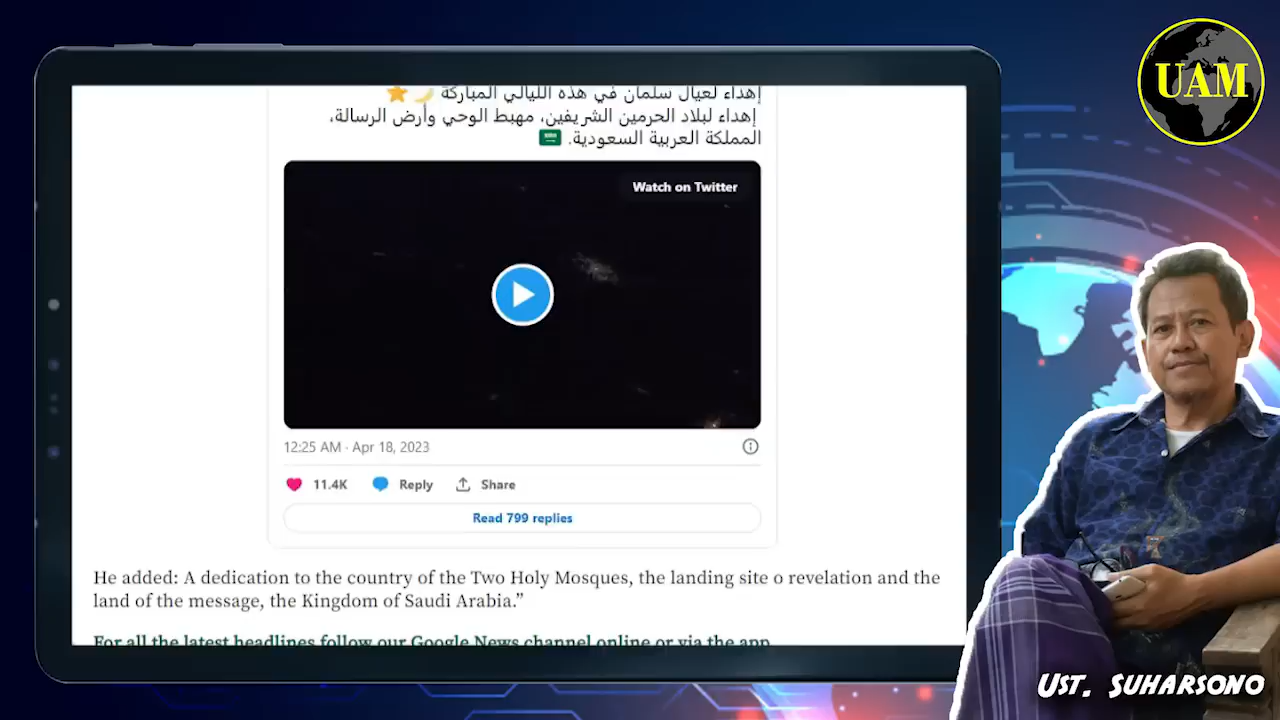 إهداء لعيال سلمان في هذه الليالي المباركة
إهداء لبلاد الحرمين الشريفين، مهبط الوحي وأرض الرسالة،
المملكة العربية السعودية.
Watch on Twitter
12:25 AM · Apr 18, 2023
11.4K Reply Share
Read 799 replies
He added: A dedication to the country of the Two Holy Mosques, the landing site o revelation and the
land of the message, the Kingdom of Saudi Arabia.”
For all the latest headlines follow our Google News channel online or via the app
UAM
Ust. Suharsono